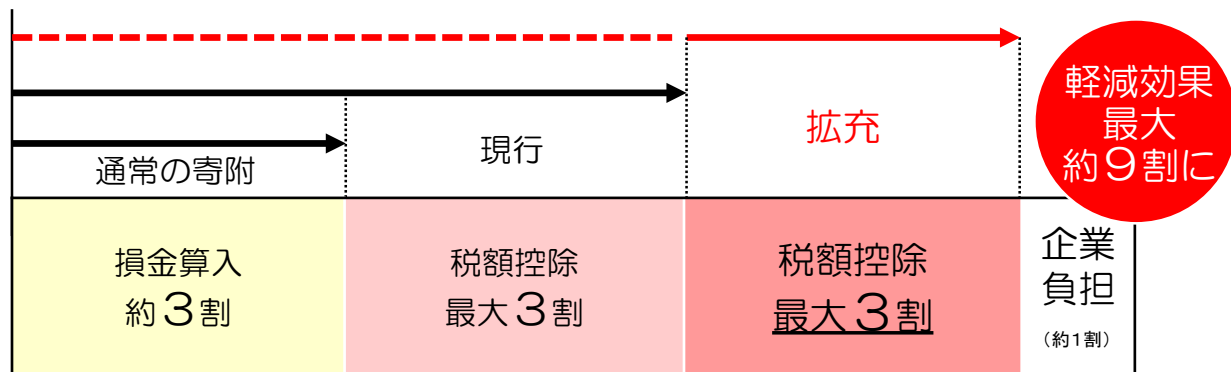 通常の寄附
現行
拡充
軽減効果
最大
約9割に
損金算入
約3割
税額控除
最大3割
税額控除
最大3割
企業
負担
（約1割）